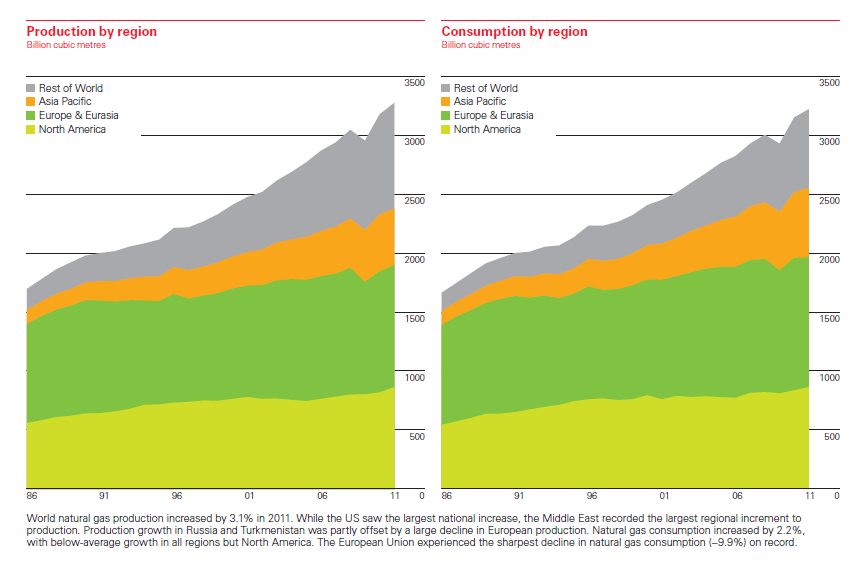 Production by region
Billion cubic metres
3500
Rest of World
Asia Pacific
Europe & Eurasia
North America
3000
2500
2000
1500
1000
500
86 91 96 01 06 11 0
Consumption by region
Billion cubic metres
3500
Rest of World
Asia Pacific
Europe & Eurasia
North America
3000
2500
2000
1500
1000
500
86 91 96 01 06 11 0
World natural gas production increased by 3.1% in 2011. While the US saw the largest national increase, the Middle East recorded the largest regional increment to
production. Production growth in Russia and Turkmenistan was partly offset by a large decline in European production. Natural gas consumption increased by 2.2%,
with below-average growth in all regions but North America. The European Union experienced the sharpest decline in natural gas consumption (–9.9%) on record.